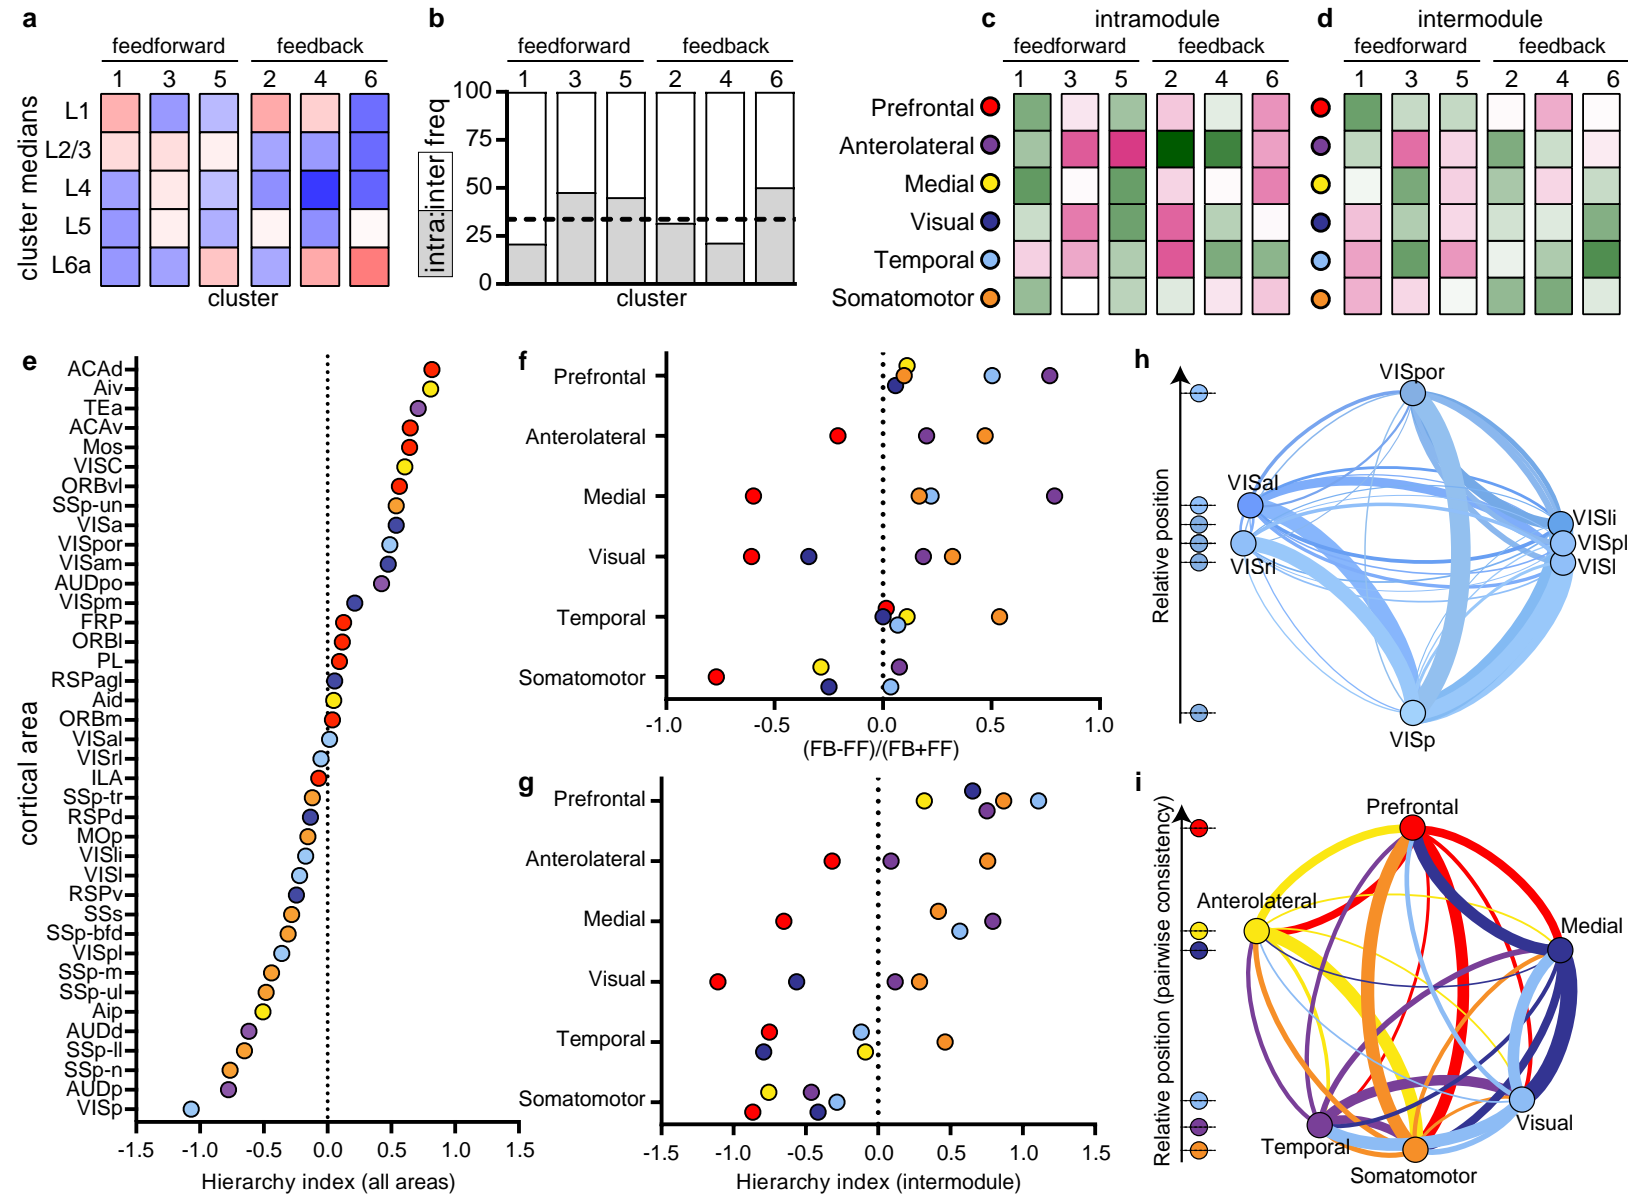 a
feedforward
feedback
1 3 5 2 4 6
cluster medians
L1
L2/3
L4
L5
L6a
cluster
b
feedforward
feedback
1 3 5 2 4 6
intra:inter freq
100
75
50
25
0
cluster
c
intramodule
feedforward
feedback
1 3 5 2 4 6
Prefrontal
Anterolateral
Medial
Visual
Temporal
Somatomotor
d
intermodule
feedforward
feedback
1 3 5 2 4 6
e
cortical area
ACAd
Aiv
TEa
ACAv
Mos
VISC
ORBvl
SSp-un
VISa
VISpor
VISam
AUDpo
VISpm
FRP
ORBl
PL
RSPagl
Aid
ORBm
VISal
VISrl
ILA
SSp-tr
RSPd
MOp
VISli
VISl
RSPv
SSs
SSp-bfd
VISpl
SSp-m
SSp-ul
Aip
AUDd
SSp-ll
SSp-n
AUDp
VISp
-1.5 -1.0 -0.5 0.0 0.5 1.0 1.5
Hierarchy index (all areas)
f
Prefrontal
Anterolateral
Medial
Visual
Temporal
Somatomotor
-1.0 -0.5 0.0 0.5 1.0
(FB-FF)/(FB+FF)
g
Prefrontal
Anterolateral
Medial
Visual
Temporal
Somatomotor
-1.5 -1.0 -0.5 0.0 0.5 1.0 1.5
Hierarchy index (intermodule)
h
Relative position
VISpor
VISal
VISli
VISpl
VISrl
VISl
VISp
i
Relative position (pairwise consistency)
Prefrontal
Anterolateral
Medial
Visual
Temporal
Somatomotor